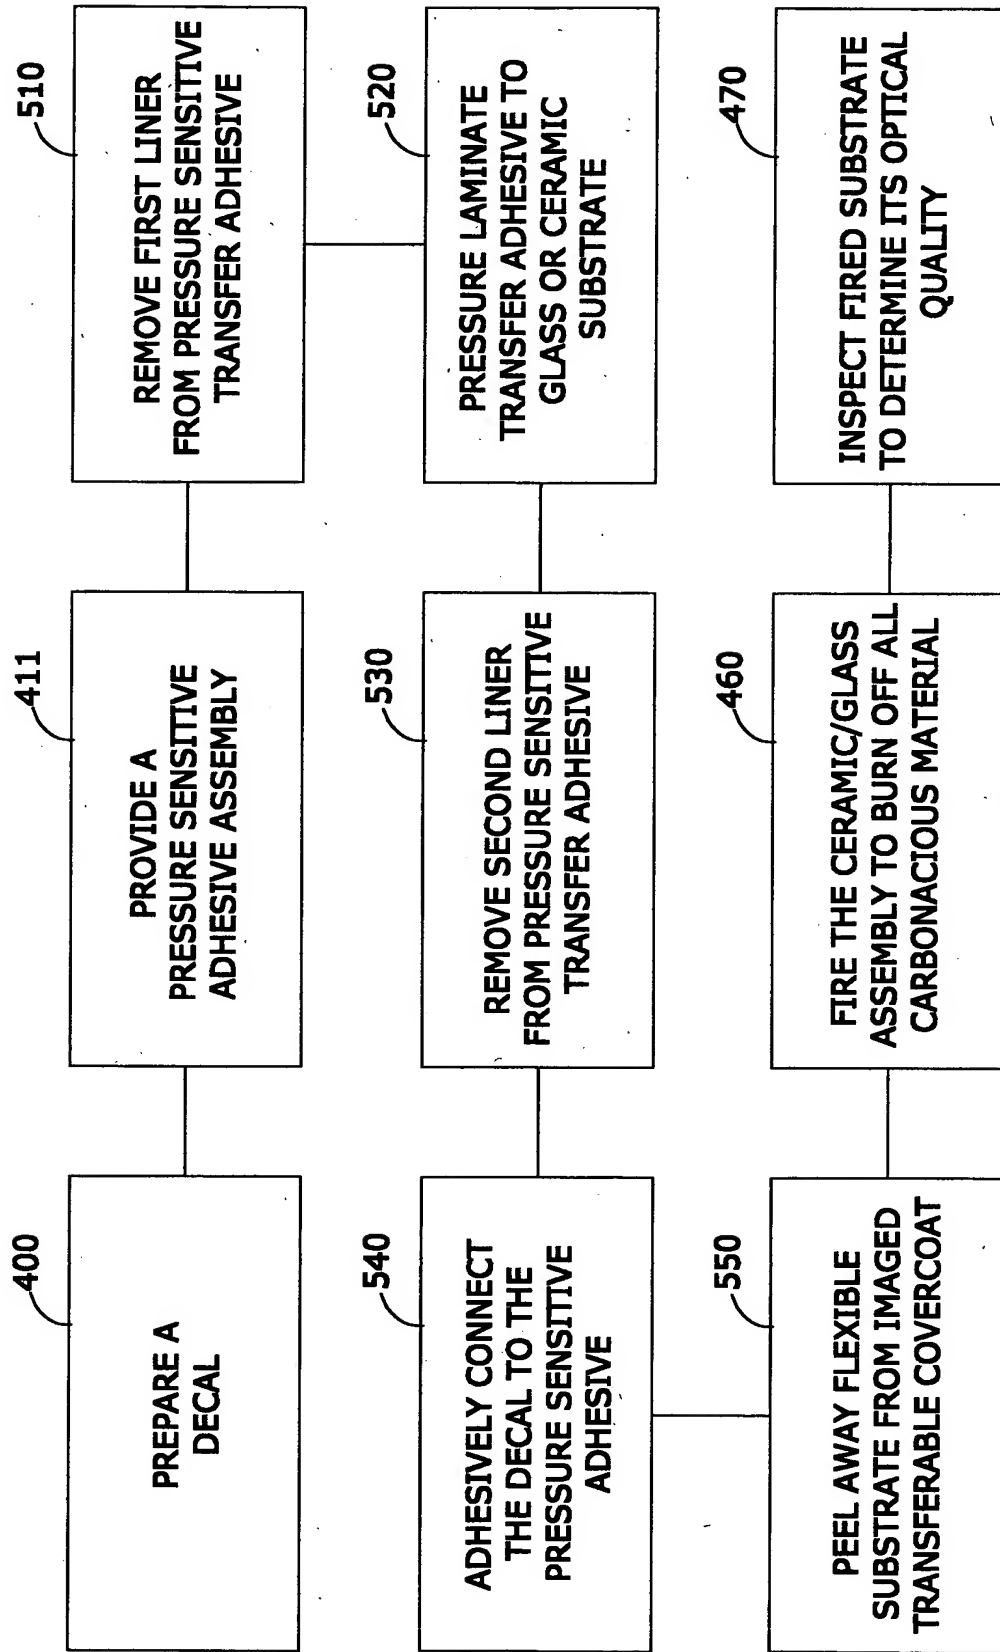 400
PREPARE A
DECAL
411
PROVIDE A
PRESSURE SENSITIVE
ADHESIVE ASSEMBLY
510
REMOVE FIRST LINER
FROM PRESSURE SENSITIVE
TRANSFER ADHESIVE
520
PRESSURE LAMINATE
TRANSFER ADHESIVE TO
GLASS OR CERAMIC
SUBSTRATE
530
REMOVE SECOND LINER
FROM PRESSURE SENSITIVE
TRANSFER ADHESIVE
540
ADHESIVELY CONNECT
THE DECAL TO THE
PRESSURE SENSITIVE
ADHESIVE
550
PEEL AWAY FLEXIBLE
SUBSTRATE FROM IMAGED
TRANSFERABLE COVERCOAT
460
FIRE THE CERAMIC/GLASS
ASSEMBLY TO BURN OFF ALL
CARBONACIOUS MATERIAL
470
INSPECT FIRED SUBSTRATE
TO DETERMINE ITS OPTICAL
QUALITY